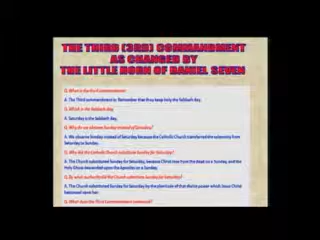 THE THIRD (3RD) COMMANDMENT
AS CHANGED BY
THE LITTLE HORN OF DANIEL SEVEN
Q. What is the third Commandment
A. The Third commandment is: Remember that thou keep holy the Sabbath day.
Q. Which is the Sabbath day
A. Saturday is the Sabbath day.
Q. Why do we observe Sunday instead of Saturday?
A. We observe Sunday instead of Saturday because the Catholic Church transferred the solemnity from
Saturday to Sunday.
Q. Why did the Catholic Church substitute Sunday for Saturday?
A. The Church substituted Sunday for Saturday, because Christ rose from the dead on a Sunday, and the
Holy Ghost descended upon the Apostles on a Sunday.
Q. By what authority did the Church substitute Sunday for Saturday?
A. The Church substituted Sunday for Saturday by the plenitude of that divine power which Jesus Christ
bestowed upon her.
Q. What does the Third Commandment command?